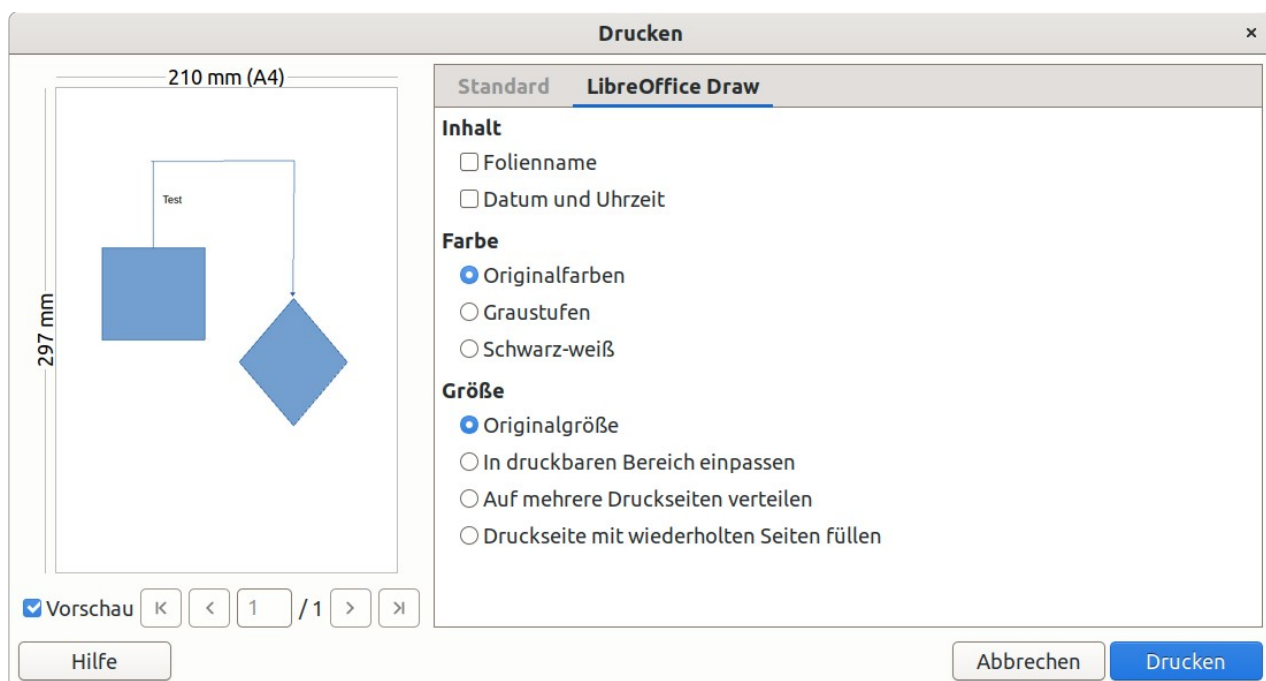 Drucken
×
210 mm (A4)
297 mm
Test
Vorschau
1
/ 1
Standard
LibreOffice Draw
Inhalt
Folienname
Datum und Uhrzeit
Farbe
Originalfarben
Graustufen
Schwarz-weiß
Größe
Originalgröße
In druckbaren Bereich einpassen
Auf mehrere Druckseiten verteilen
Druckseite mit wiederholten Seiten füllen
Hilfe
Abbrechen
Drucken